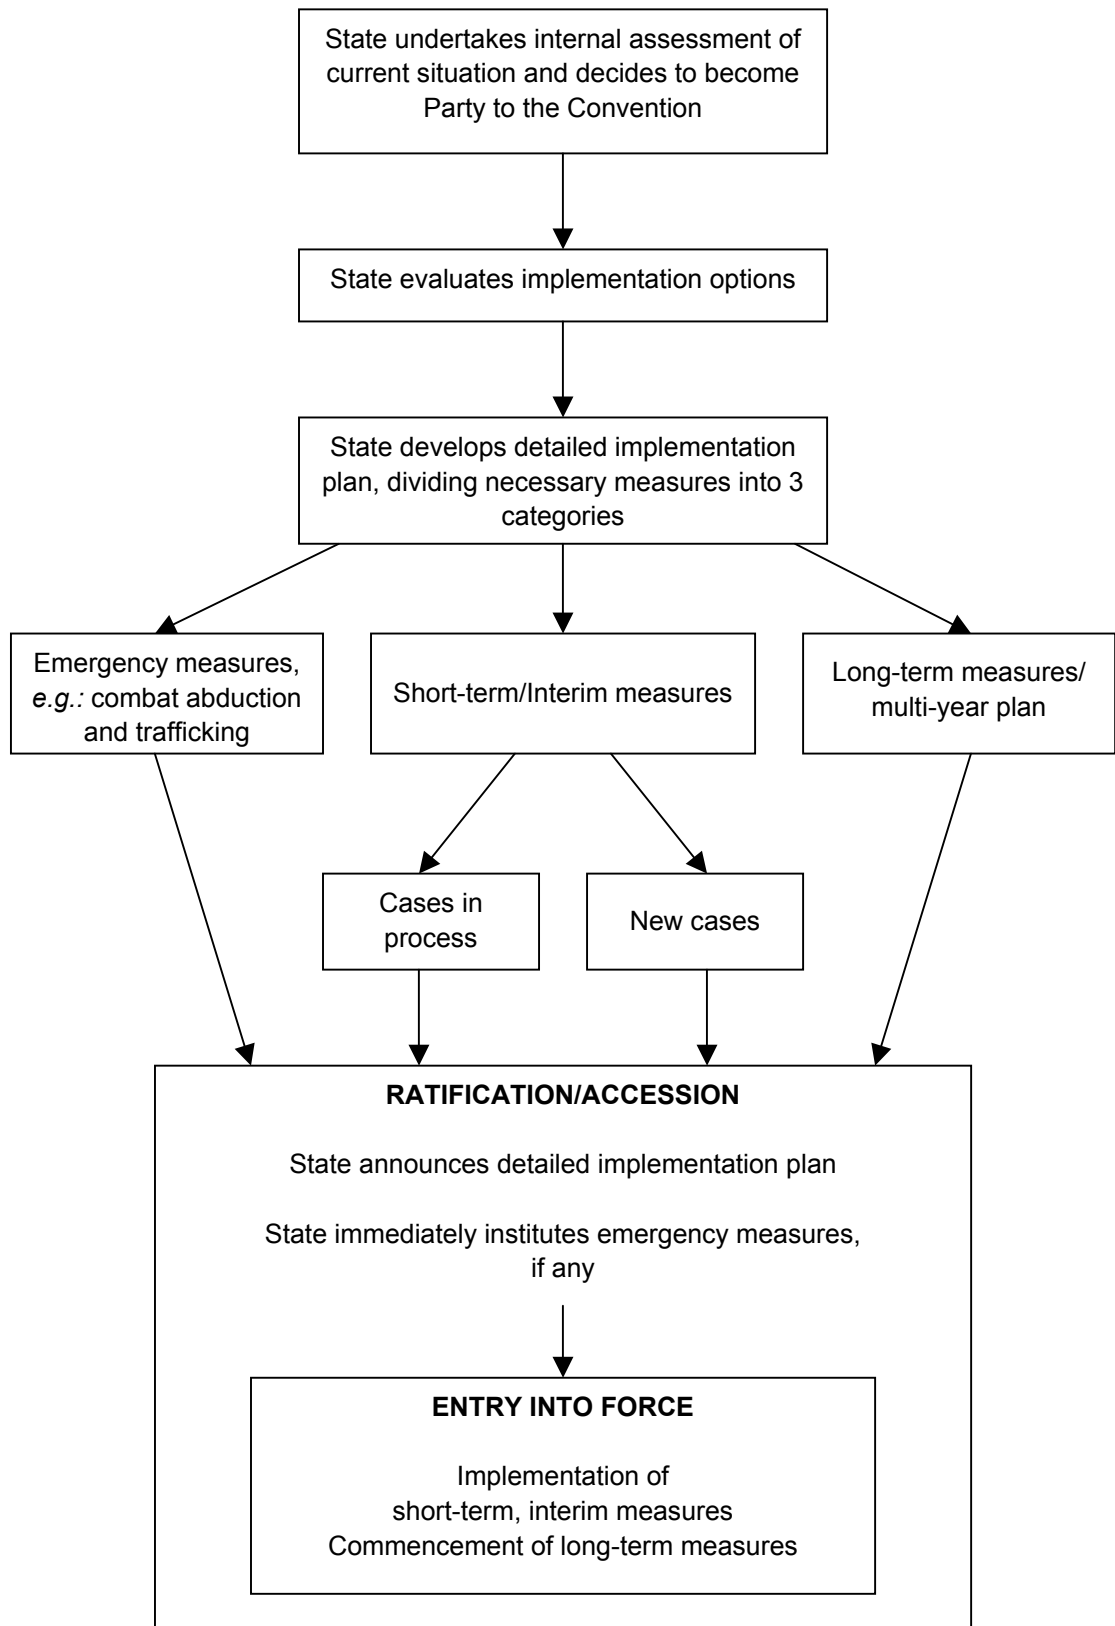 State undertakes internal assessment of
current situation and decides to become
Party to the Convention
State evaluates implementation options
State develops detailed implementation
plan, dividing necessary measures into 3
categories
Emergency measures,
e.g.: combat abduction
and trafficking
Short-term/Interim measures
Long-term measures/
multi-year plan
Cases in
process
New cases
RATIFICATION/ACCESSION
State announces detailed implementation plan
State immediately institutes emergency measures,
if any
ENTRY INTO FORCE
Implementation of
short-term, interim measures
Commencement of long-term measures